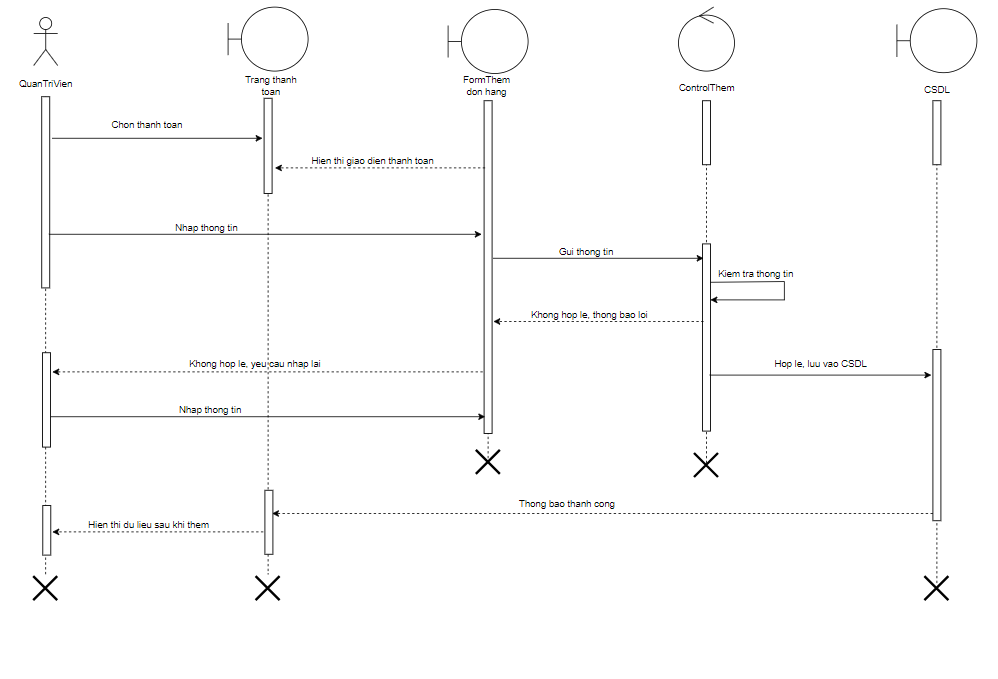 QuanTriVien
Trang thanh
toan
FormThem
don hang
ControlThem
CSDL
Chon thanh toan
Hien thi giao dien thanh toan
Nhap thong tin
Gui thong tin
Kiem tra thong tin
Khong hop le, thong bao loi
Khong hop le, yeu cau nhap lai
Hop le, luu vao CSDL
Nhap thong tin
Thong bao thanh cong
Hien thi du lieu sau khi them